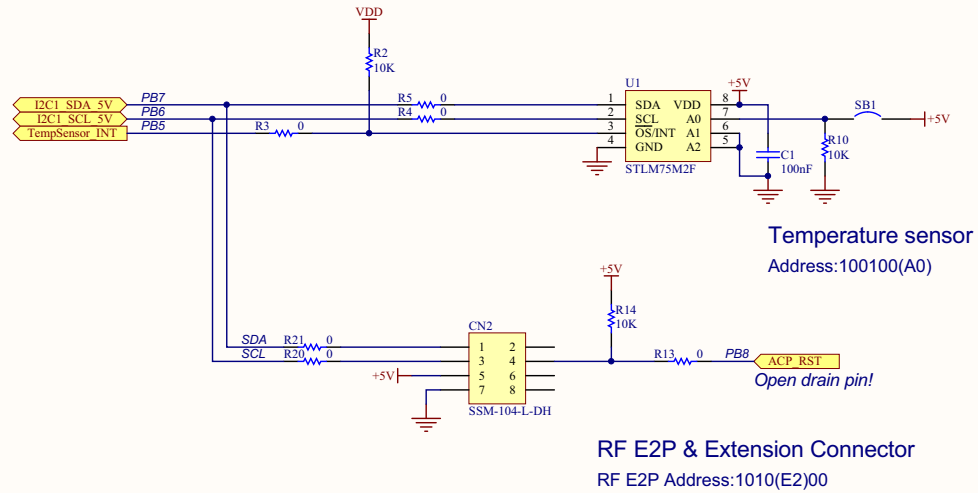 VDD
R2
10K
U1
+5V
I2C1_SDA_5V PB7 R5 0 1 SDA VDD 8 SB1
I2C1_SCL_5V PB6 R4 0 2 SCL A0 7 +5V
TempSensor_INT PB5 R3 0 3 OS/INT A1 6
4 GND A2 5
R10
10K
C1
100nF
STLM75M2F
Temperature sensor
Address:100100(A0)
+5V
R14
10K
CN2
SDA R21 0 1 2
SCL R20 0 3 4 R13 0 PB8 ACP_RST
+5V 5 6
Open drain pin!
7 8
SSM-104-L-DH
RF E2P & Extension Connector
RF E2P Address:1010(E2)00